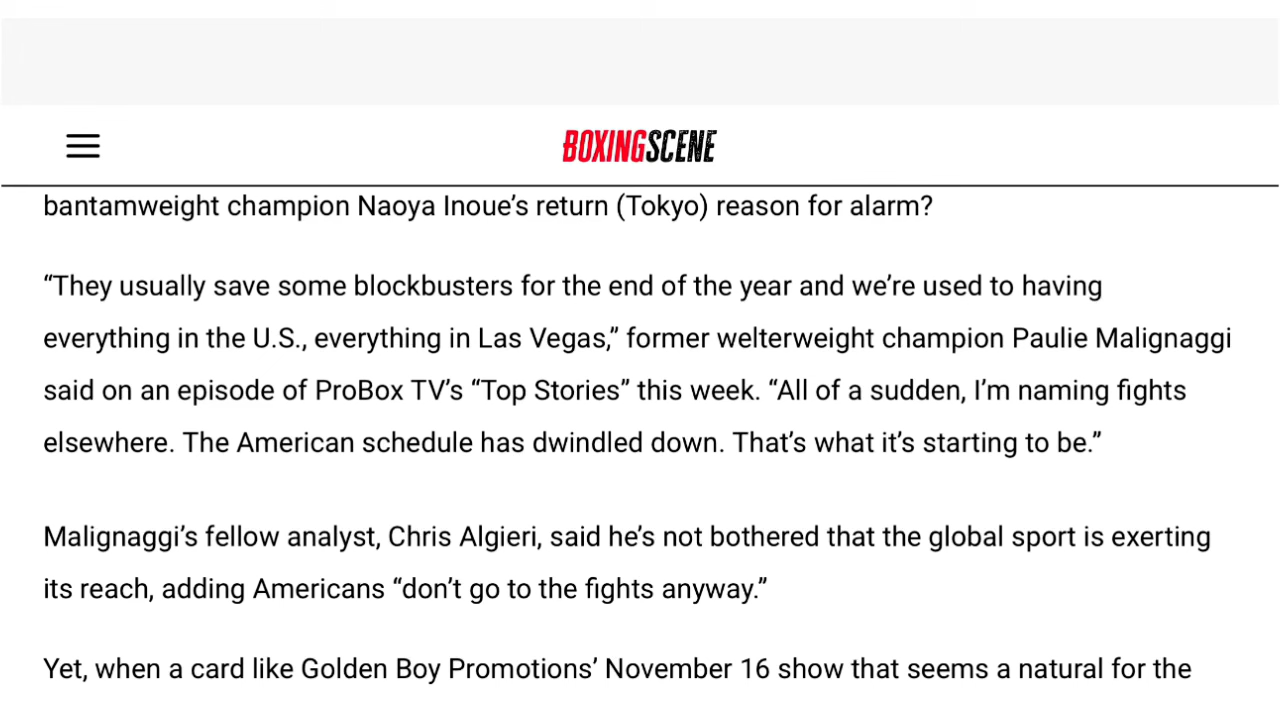 BOXINGSCENE
bantamweight champion Naoya Inoue’s return (Tokyo) reason for alarm?
“They usually save some blockbusters for the end of the year and we’re used to having
everything in the U.S., everything in Las Vegas,” former welterweight champion Paulie Malignaggi
said on an episode of ProBox TV’s “Top Stories” this week. “All of a sudden, I’m naming fights
elsewhere. The American schedule has dwindled down. That’s what it’s starting to be.”
Malignaggi’s fellow analyst, Chris Algieri, said he’s not bothered that the global sport is exerting
its reach, adding Americans “don’t go to the fights anyway.”
Yet, when a card like Golden Boy Promotions’ November 16 show that seems a natural for the